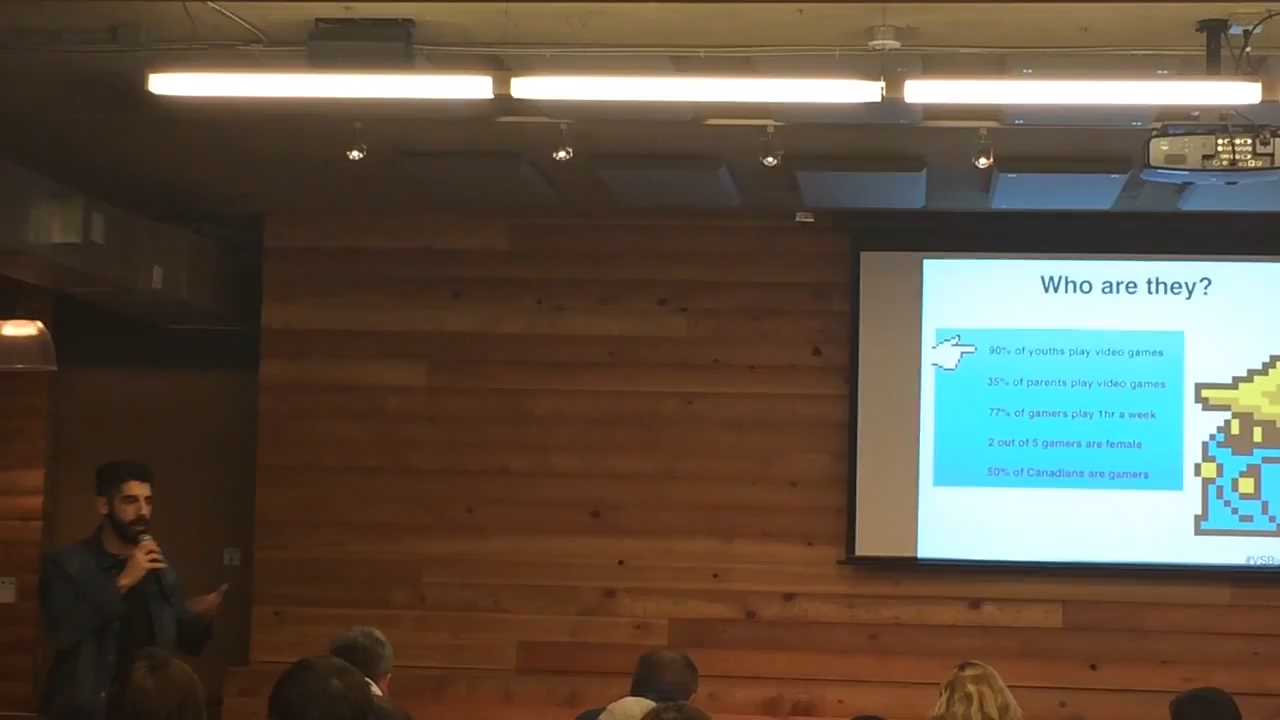 Who are they?
90% of youths play video games
35% of parents play video games
77% of gamers play 1hr a week
2 out of 5 gamers are female
50% of Canadians are gamers